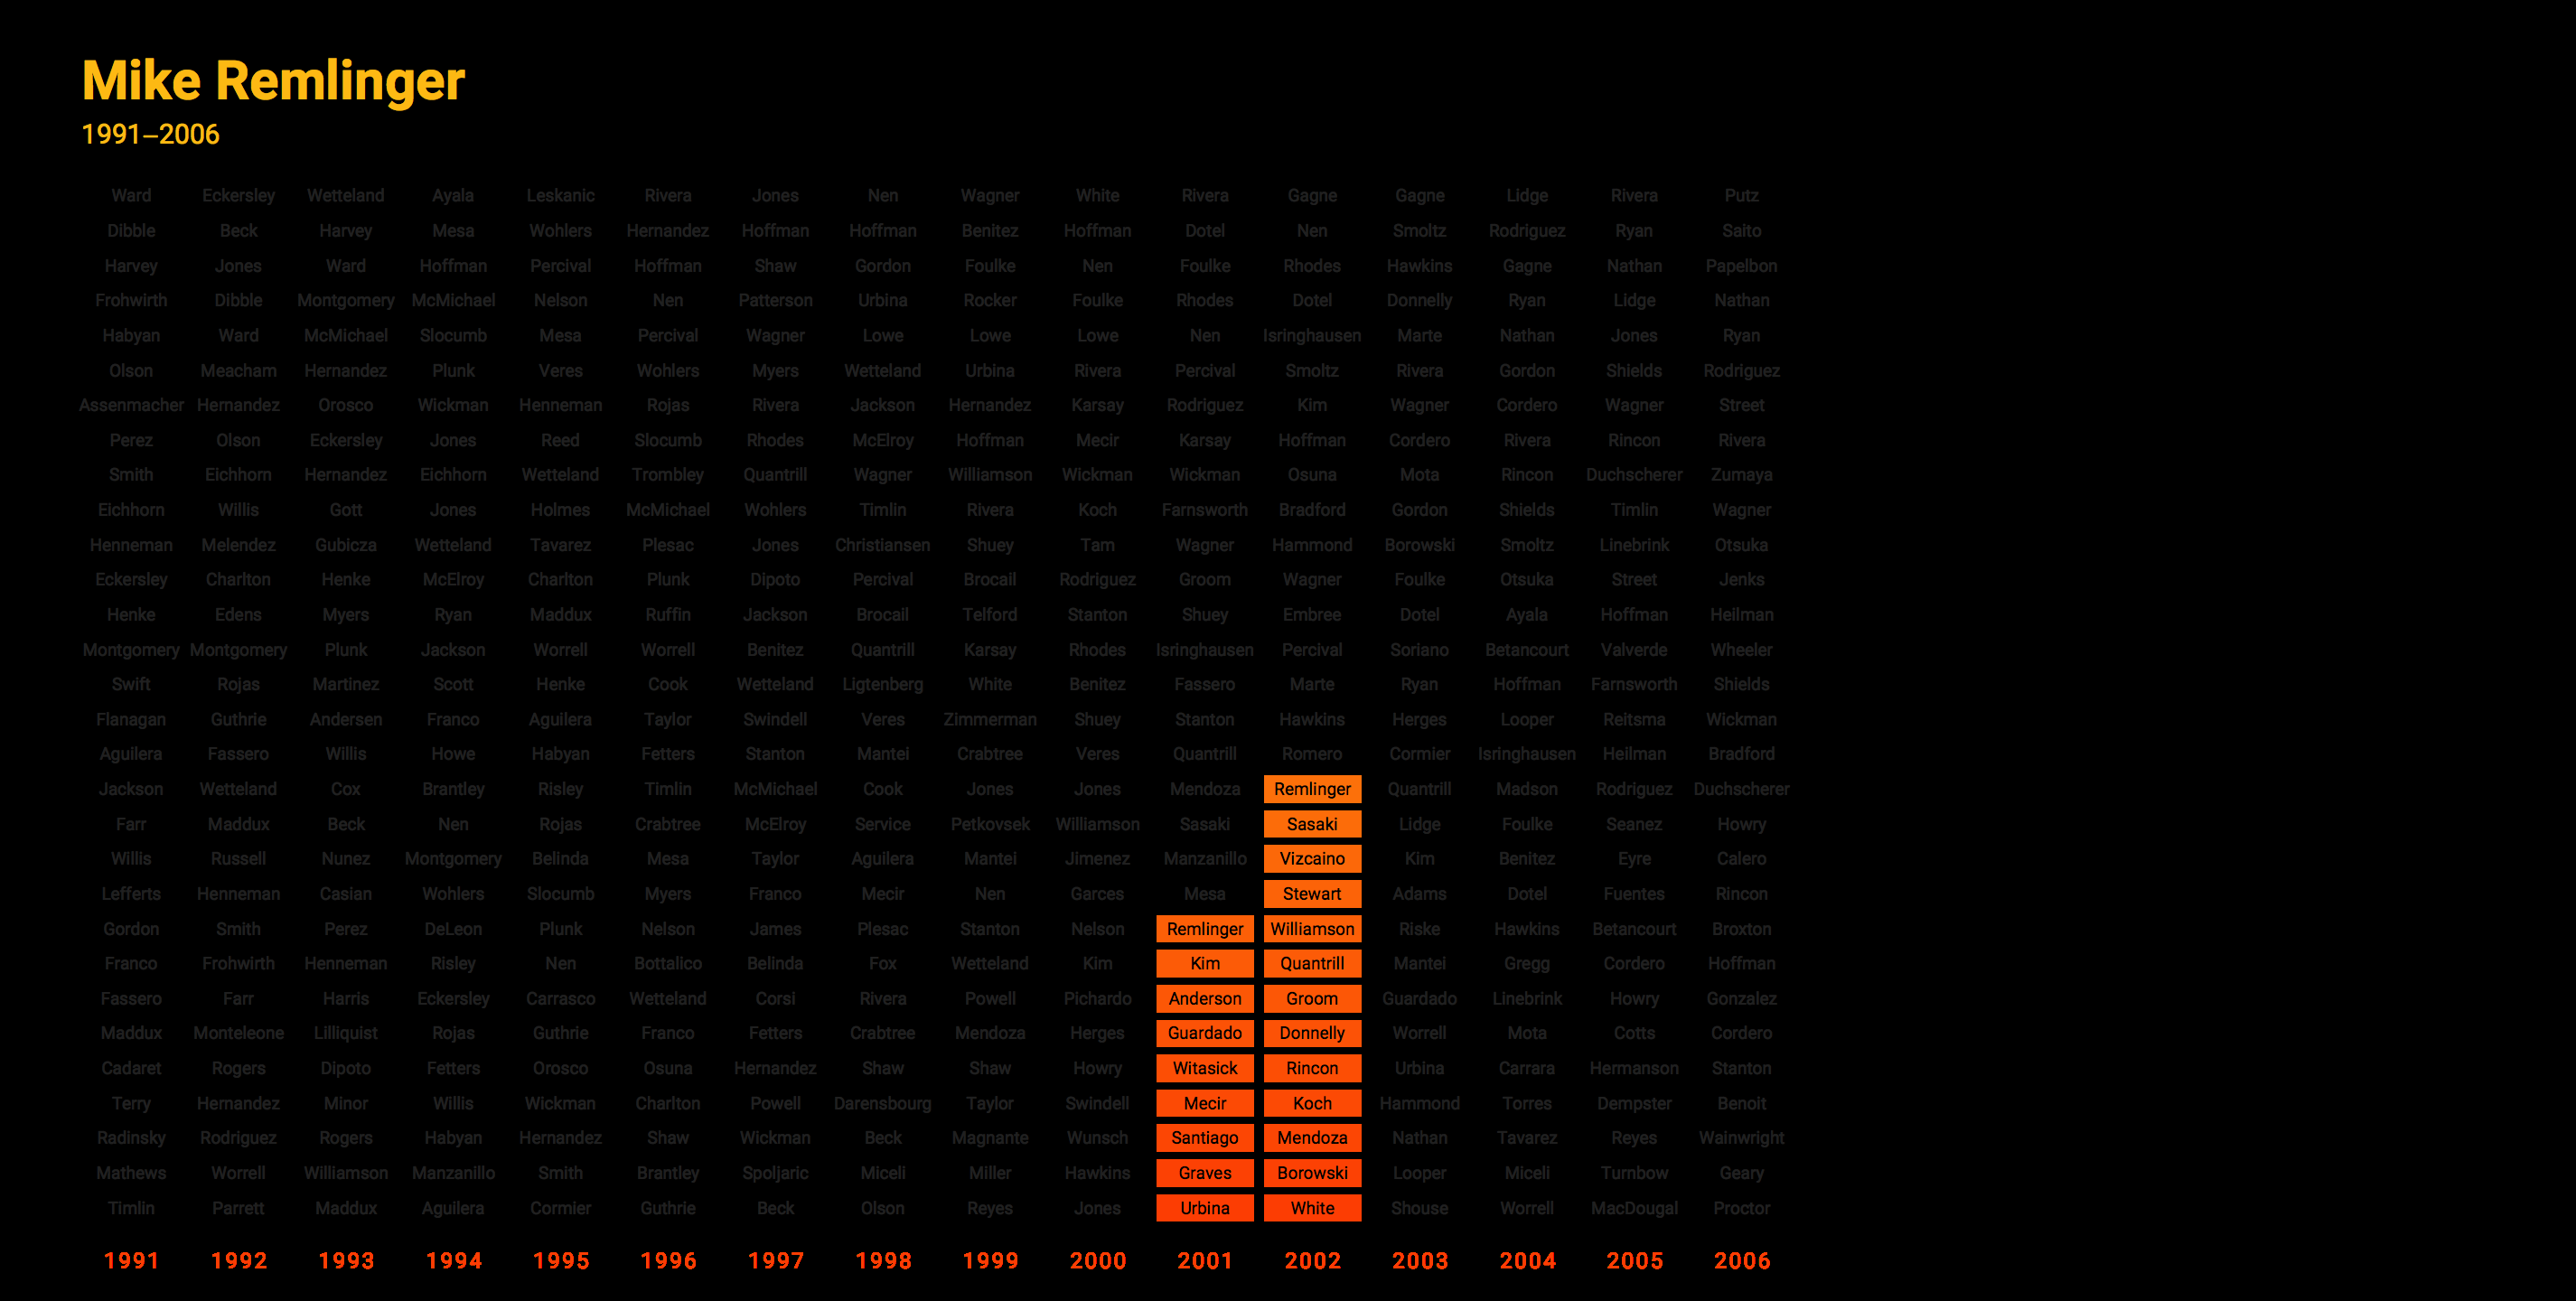 Mike Remlinger
1991–2006
Ward Eckersley Wetteland Ayala Leskanic Rivera Jones Nen Wagner White Rivera Gagne Gagne Lidge Rivera Putz
Dibble Beck Harvey Mesa Wohlers Hernandez Hoffman Hoffman Benitez Hoffman Dotel Nen Smoltz Rodriguez Ryan Saito
Harvey Jones Ward Hoffman Percival Hoffman Shaw Gordon Foulke Nen Foulke Rhodes Hawkins Gagne Nathan Papelbon
Frohwirth Dibble Montgomery McMichael Nelson Nen Patterson Urbina Rocker Foulke Rhodes Dotel Donnelly Ryan Lidge Nathan
Habyan Ward McMichael Slocumb Mesa Percival Wagner Lowe Lowe Lowe Nen Isringhausen Marte Nathan Jones Ryan
Olson Meacham Hernandez Plunk Veres Wohlers Myers Wetteland Urbina Rivera Percival Smoltz Rivera Gordon Shields Rodriguez
Assenmacher Hernandez Orosco Wickman Henneman Rojas Rivera Jackson Hernandez Karsay Rodriguez Kim Wagner Cordero Wagner Street
Perez Olson Eckersley Jones Reed Slocumb Rhodes McElroy Hoffman Mecir Karsay Hoffman Cordero Rivera Rincon Rivera
Smith Eichhorn Hernandez Eichhorn Wetteland Trombley Quantrill Wagner Williamson Wickman Wickman Osuna Mota Rincon Duchscherer Zumaya
Eichhorn Willis Gott Jones Holmes McMichael Wohlers Timlin Rivera Koch Farnsworth Bradford Gordon Shields Timlin Wagner
Henneman Melendez Gubicza Wetteland Tavarez Plesac Jones Christiansen Shuey Tam Wagner Hammond Borowski Smoltz Linebrink Otsuka
Eckersley Charlton Henke McElroy Charlton Plunk Dipoto Percival Brocail Rodriguez Groom Wagner Foulke Otsuka Street Jenks
Henke Edens Myers Ryan Maddux Ruffin Jackson Brocail Telford Stanton Shuey Embree Dotel Ayala Hoffman Heilman
Montgomery Montgomery Plunk Jackson Worrell Worrell Benitez Quantrill Karsay Rhodes Isringhausen Percival Soriano Betancourt Valverde Wheeler
Swift Rojas Martinez Scott Henke Cook Wetteland Ligtenberg White Benitez Fassero Marte Ryan Hoffman Farnsworth Shields
Flanagan Guthrie Andersen Franco Aguilera Taylor Swindell Veres Zimmerman Shuey Stanton Hawkins Herges Looper Reitsma Wickman
Aguilera Fassero Willis Howe Habyan Fetters Stanton Mantei Crabtree Veres Quantrill Romero Cormier Isringhausen Heilman Bradford
Jackson Wetteland Cox Brantley Risley Timlin McMichael Cook Jones Jones Mendoza Remlinger Quantrill Madson Rodriguez Duchscherer
Farr Maddux Beck Nen Rojas Crabtree McElroy Service Petkovsek Williamson Sasaki Sasaki Lidge Foulke Seanez Howry
Willis Russell Nunez Montgomery Belinda Mesa Taylor Aguilera Mantei Jimenez Manzanillo Vizcaino Kim Benitez Eyre Calero
Lefferts Henneman Casian Wohlers Slocumb Myers Franco Mecir Nen Garces Mesa Stewart Adams Dotel Fuentes Rincon
Gordon Smith Perez DeLeon Plunk Nelson James Plesac Stanton Nelson Remlinger Williamson Riske Hawkins Betancourt Broxton
Franco Frohwirth Henneman Risley Nen Bottalico Belinda Fox Wetteland Kim Kim Quantrill Mantei Gregg Cordero Hoffman
Fassero Farr Harris Eckersley Carrasco Wetteland Corsi Rivera Powell Pichardo Anderson Groom Guardado Linebrink Howry Gonzalez
Maddux Monteleone Lilliquist Rojas Guthrie Franco Fetters Crabtree Mendoza Herges Guardado Donnelly Worrell Mota Cotts Cordero
Cadaret Rogers Dipoto Fetters Orosco Osuna Hernandez Shaw Shaw Howry Witasick Rincon Urbina Carrara Hermanson Stanton
Terry Hernandez Minor Willis Wickman Charlton Powell Darensbourg Taylor Swindell Mecir Koch Hammond Torres Dempster Benoit
Radinsky Rodriguez Rogers Habyan Hernandez Shaw Wickman Beck Magnante Wunsch Santiago Mendoza Nathan Tavarez Reyes Wainwright
Mathews Worrell Williamson Manzanillo Smith Brantley Spoljaric Miceli Miller Hawkins Graves Borowski Looper Miceli Turnbow Geary
Timlin Parrett Maddux Aguilera Cormier Guthrie Beck Olson Reyes Jones Urbina White Shouse Worrell MacDougal Proctor
1991 1992 1993 1994 1995 1996 1997 1998 1999 2000 2001 2002 2003 2004 2005 2006